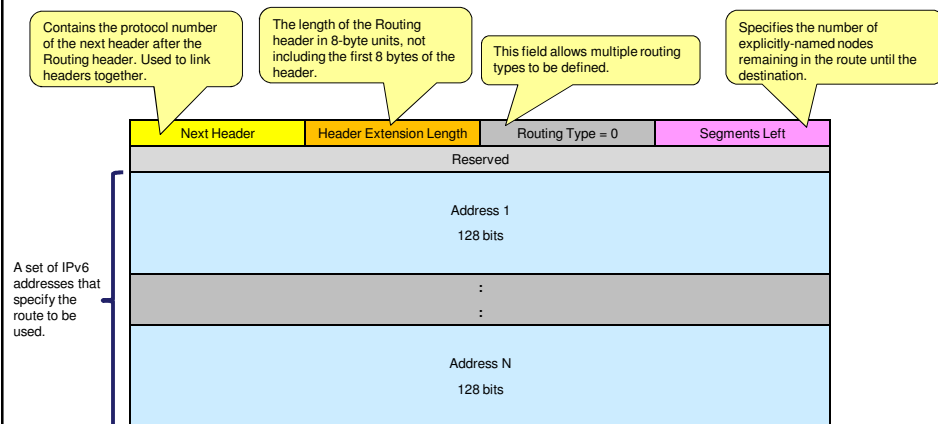 Contains the protocol number
of the next header after the
Routing header. Used to link
headers together.
The length of the Routing
header in 8-byte units, not
including the first 8 bytes of the
header.
This field allows multiple routing
types to be defined.
Specifies the number of
explicitly-named nodes
remaining in the route until the
destination.
Next Header
Header Extension Length
Routing Type = 0
Segments Left
Reserved
Address 1
128 bits
:
:
A set of IPv6
addresses that
specify the
route to be
used.
Address N
128 bits